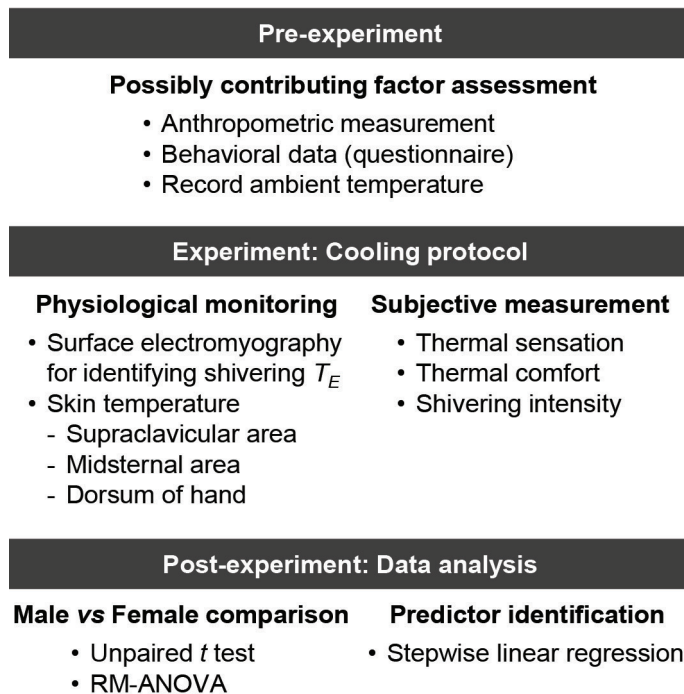 Pre-experiment
Possibly contributing factor assessment
• Anthropometric measurement
• Behavioral data (questionnaire)
• Record ambient temperature
Experiment: Cooling protocol
Physiological monitoring
• Surface electromyography
for identifying shivering T_E
• Skin temperature
- Supraclavicular area
- Midsternal area
- Dorsum of hand
Subjective measurement
• Thermal sensation
• Thermal comfort
• Shivering intensity
Post-experiment: Data analysis
Male vs Female comparison
• Unpaired t test
• RM-ANOVA
Predictor identification
• Stepwise linear regression